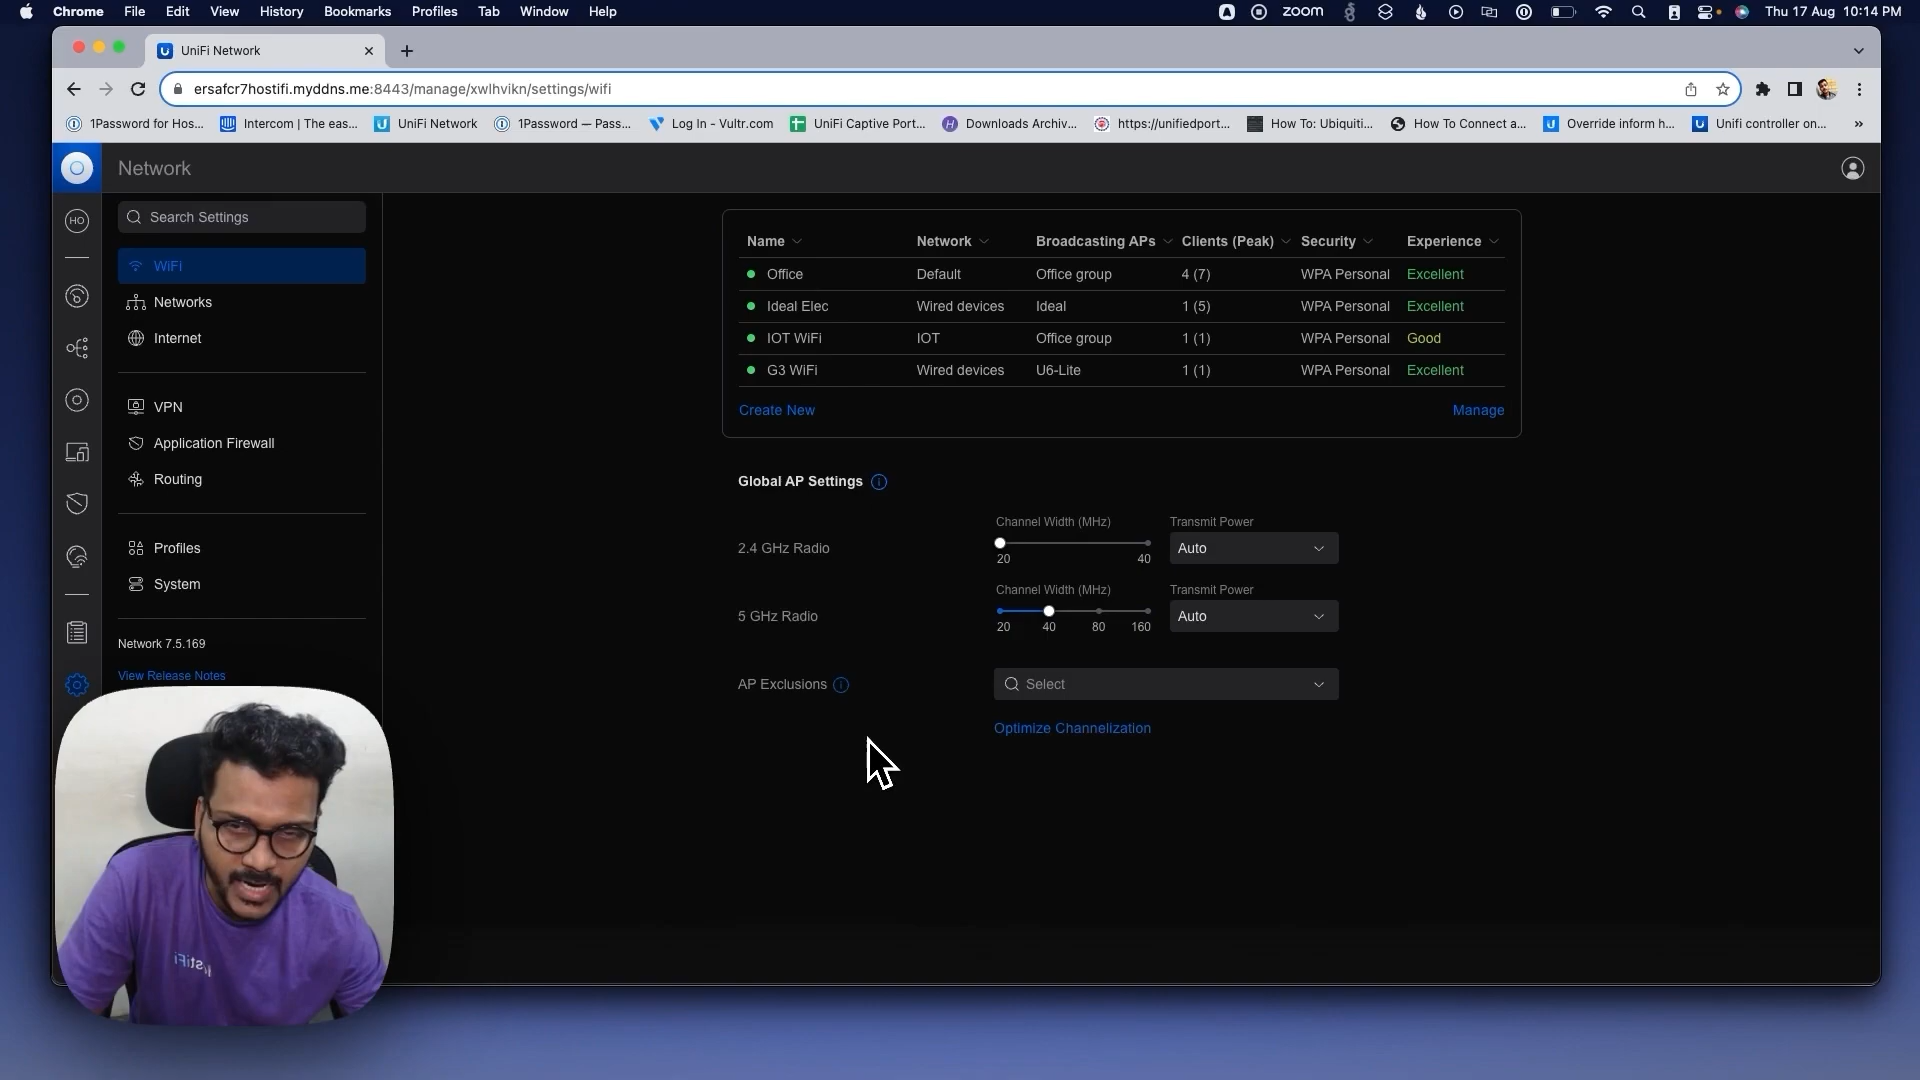 Chrome File Edit View History Bookmarks Profiles Tab Window Help zoom Thu 17 Aug 10:14 PM
UniFi Network
ersafcr7hostifi.myddns.me:8443/manage/xwlhvikn/settings/wifi
1Password for Hos... Intercom | The eas... UniFi Network 1Password — Pass... Log In - Vultr.com UniFi Captive Port... Downloads Archiv... https://unifiedport... How To: Ubiquiti... How To Connect a... Override inform h... Unifi controller on... »
Network
HO
Search Settings
WiFi
Networks
Internet
VPN
Application Firewall
Routing
Profiles
System
Network 7.5.169
View Release Notes
Name Network Broadcasting APs Clients (Peak) Security Experience
Office Default Office group 4 (7) WPA Personal Excellent
Ideal Elec Wired devices Ideal 1 (5) WPA Personal Excellent
IOT WiFi IOT Office group 1 (1) WPA Personal Good
G3 WiFi Wired devices U6-Lite 1 (1) WPA Personal Excellent
Create New Manage
Global AP Settings
Channel Width (MHz) Transmit Power
2.4 GHz Radio Auto
20 40
Channel Width (MHz) Transmit Power
5 GHz Radio Auto
20 40 80 160
AP Exclusions Select
Optimize Channelization